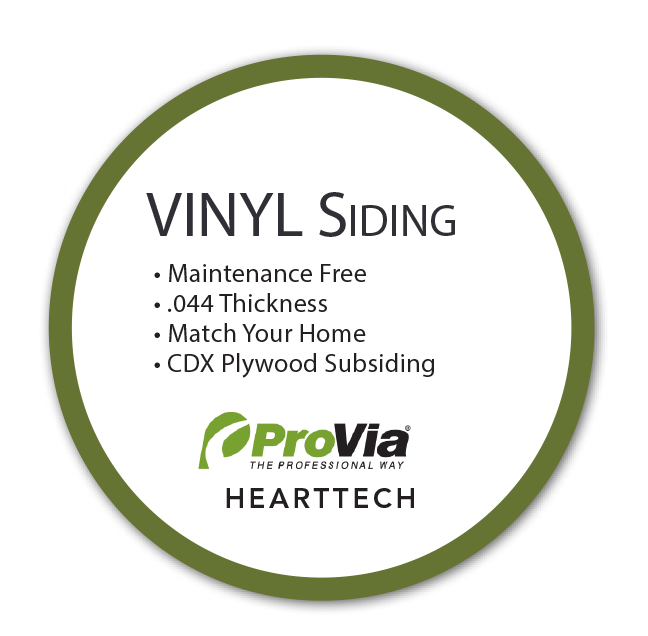 VINYL SIDING
• Maintenance Free
• .044 Thickness
• Match Your Home
• CDX Plywood Subsiding
ProVia®
THE PROFESSIONAL WAY
HEARTTECH